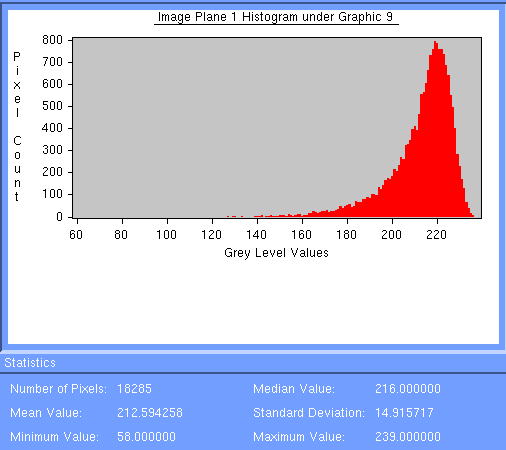 Image Plane 1 Histogram under Graphic 9
Pixel Count
800
700
600
500
400
300
200
100
0
60 80 100 120 140 160 180 200 220
Grey Level Values
Statistics
Number of Pixels: 18285 Median Value: 216.000000
Mean Value: 212.594258 Standard Deviation: 14.915717
Minimum Value: 58.000000 Maximum Value: 239.000000